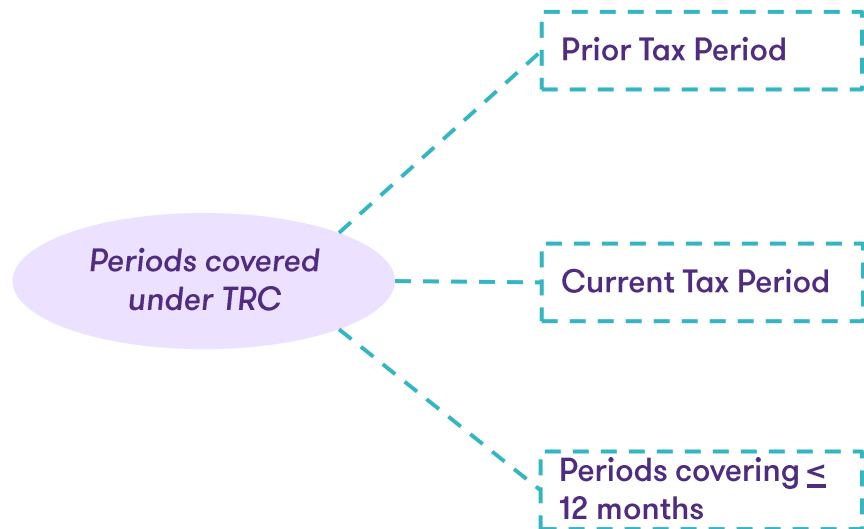 Prior Tax Period
Periods covered
under TRC
Current Tax Period
Periods covering ≤
12 months